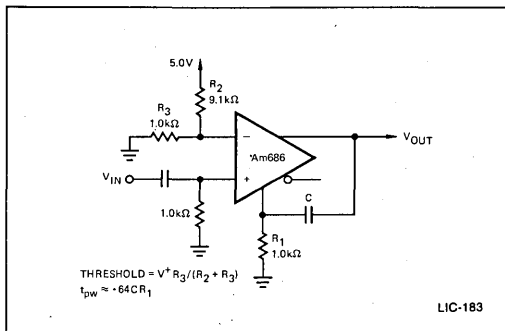 5.0V
R2
9.1kΩ
R3
1.0kΩ
−
Am686
VOUT
VIN
+
C
1.0kΩ
R1
1.0kΩ
THRESHOLD = V+ R3/(R2 + R3)
tpw ≈ .64CR1
LIC-183